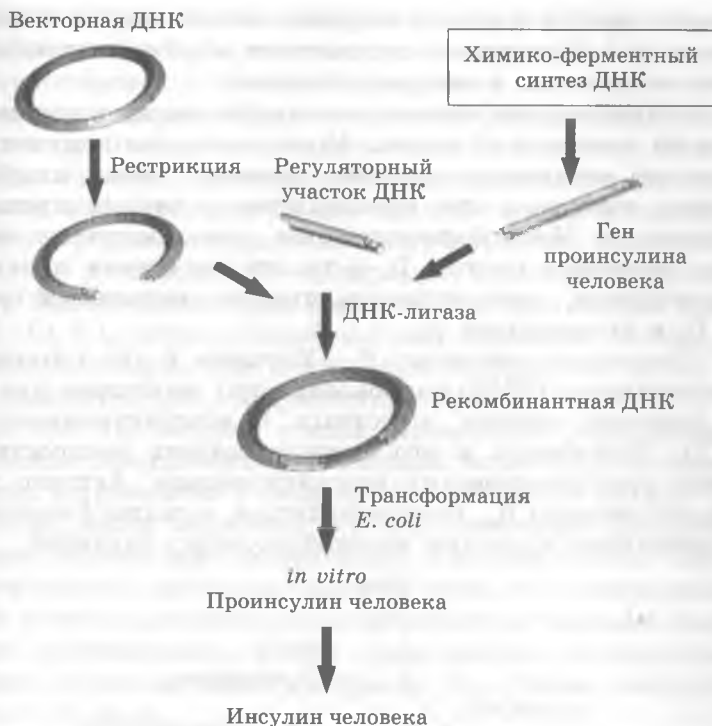 Векторная ДНК
Химико-ферментный
синтез ДНК
Рестрикция
Регуляторный
участок ДНК
Ген
проинсулина
человека
ДНК-лигаза
Рекомбинантная ДНК
Трансформация
E. coli
in vitro
Проинсулин человека
Инсулин человека